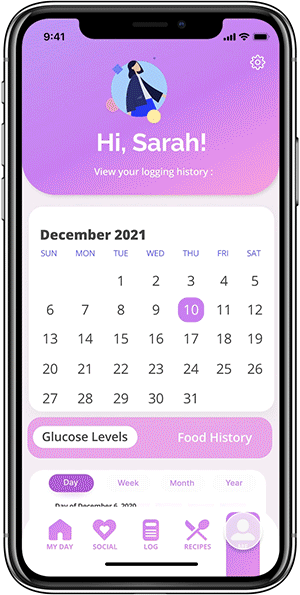 9:41
Hi, Sarah!
View your logging history :
December 2021
SUN MON TUE WED THU FRI SAT
1 2 3 4 5
6 7 8 9 10 11 12
13 14 15 16 17 18 19
20 21 22 23 24 25 26
27 28 29 30 31
Glucose Levels Food History
Day Week Month Year
Day of December 6, 2020
MY DAY SOCIAL LOG RECIPES